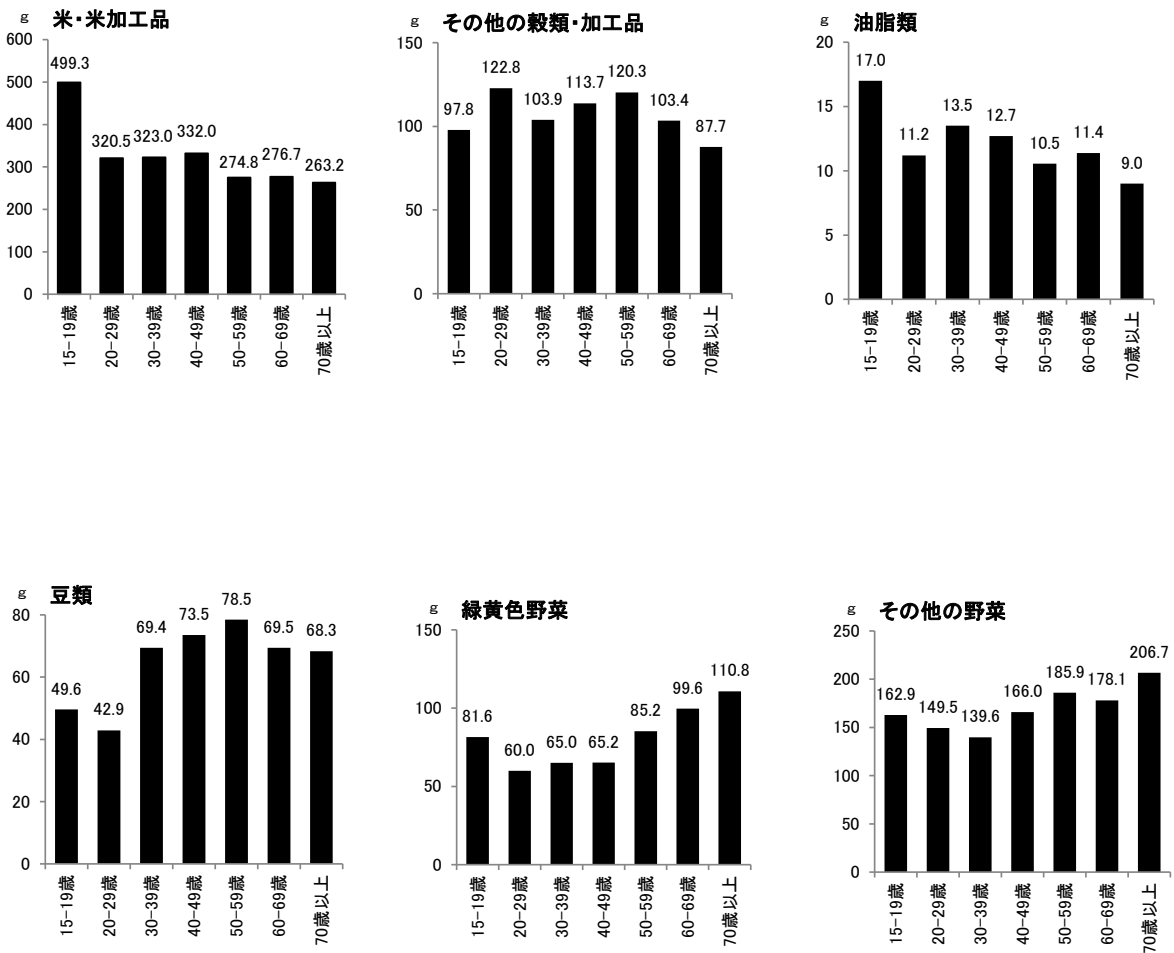 g 米・米加工品
600
500
400
300
200
100
0
499.3
320.5
323.0
332.0
274.8
276.7
263.2
15-19歳
20-29歳
30-39歳
40-49歳
50-59歳
60-69歳
70歳以上
g その他の穀類・加工品
150
100
50
0
97.8
122.8
103.9
113.7
120.3
103.4
87.7
15-19歳
20-29歳
30-39歳
40-49歳
50-59歳
60-69歳
70歳以上
g 油脂類
20
15
10
5
0
17.0
11.2
13.5
12.7
10.5
11.4
9.0
15-19歳
20-29歳
30-39歳
40-49歳
50-59歳
60-69歳
70歳以上
g 豆類
80
60
40
20
0
49.6
42.9
69.4
73.5
78.5
69.5
68.3
15-19歳
20-29歳
30-39歳
40-49歳
50-59歳
60-69歳
70歳以上
g 緑黄色野菜
150
100
50
0
81.6
60.0
65.0
65.2
85.2
99.6
110.8
15-19歳
20-29歳
30-39歳
40-49歳
50-59歳
60-69歳
70歳以上
g その他の野菜
250
200
150
100
50
0
162.9
149.5
139.6
166.0
185.9
178.1
206.7
15-19歳
20-29歳
30-39歳
40-49歳
50-59歳
60-69歳
70歳以上